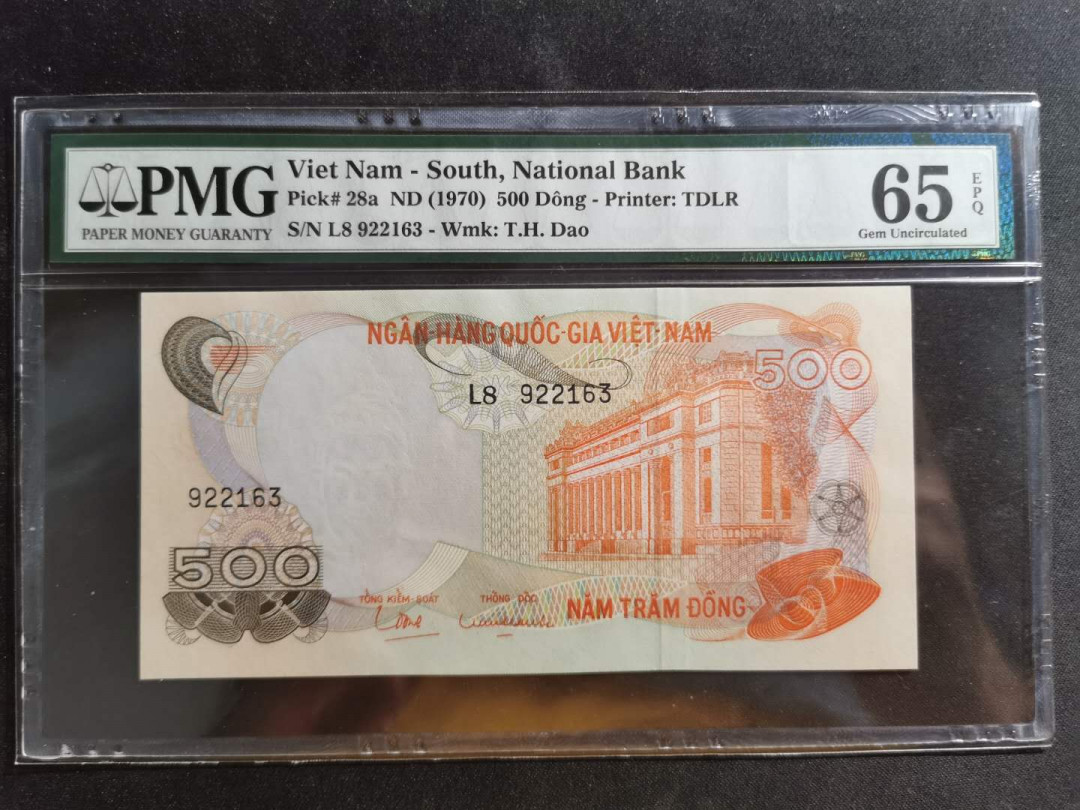 PMG
PAPER MONEY GUARANTY
Viet Nam - South, National Bank
Pick# 28a ND (1970) 500 Dông - Printer: TDLR
S/N L8 922163 - Wmk: T.H. Dao
65
EPQ
Gem Uncirculated
NGÂN-HÀNG QUỐC-GIA VIỆT-NAM
500
L8 922163
922163
500
TỔNG KIỂM-SOÁT
THỐNG ĐỐC
NĂM TRĂM ĐỒNG